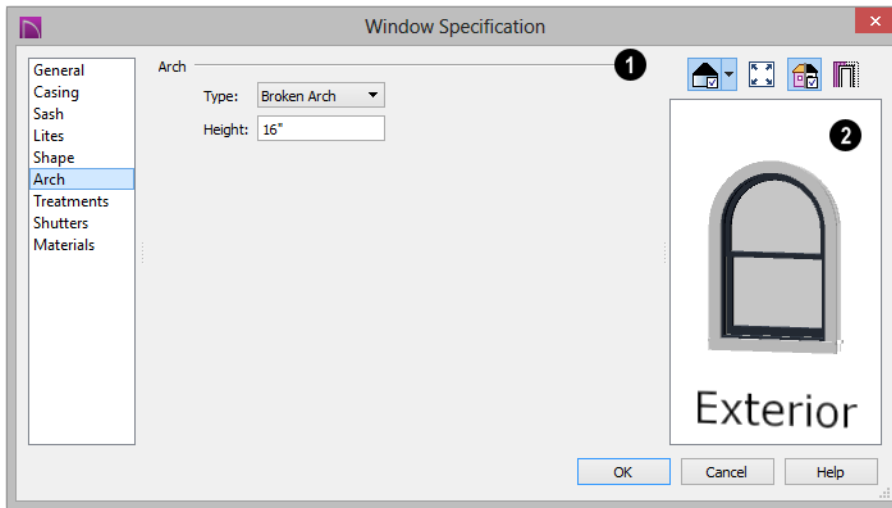 Window Specification
General
Casing
Sash
Lites
Shape
Arch
Treatments
Shutters
Materials
Arch
Type: Broken Arch
Height: 16"
1
2
Exterior
OK Cancel Help